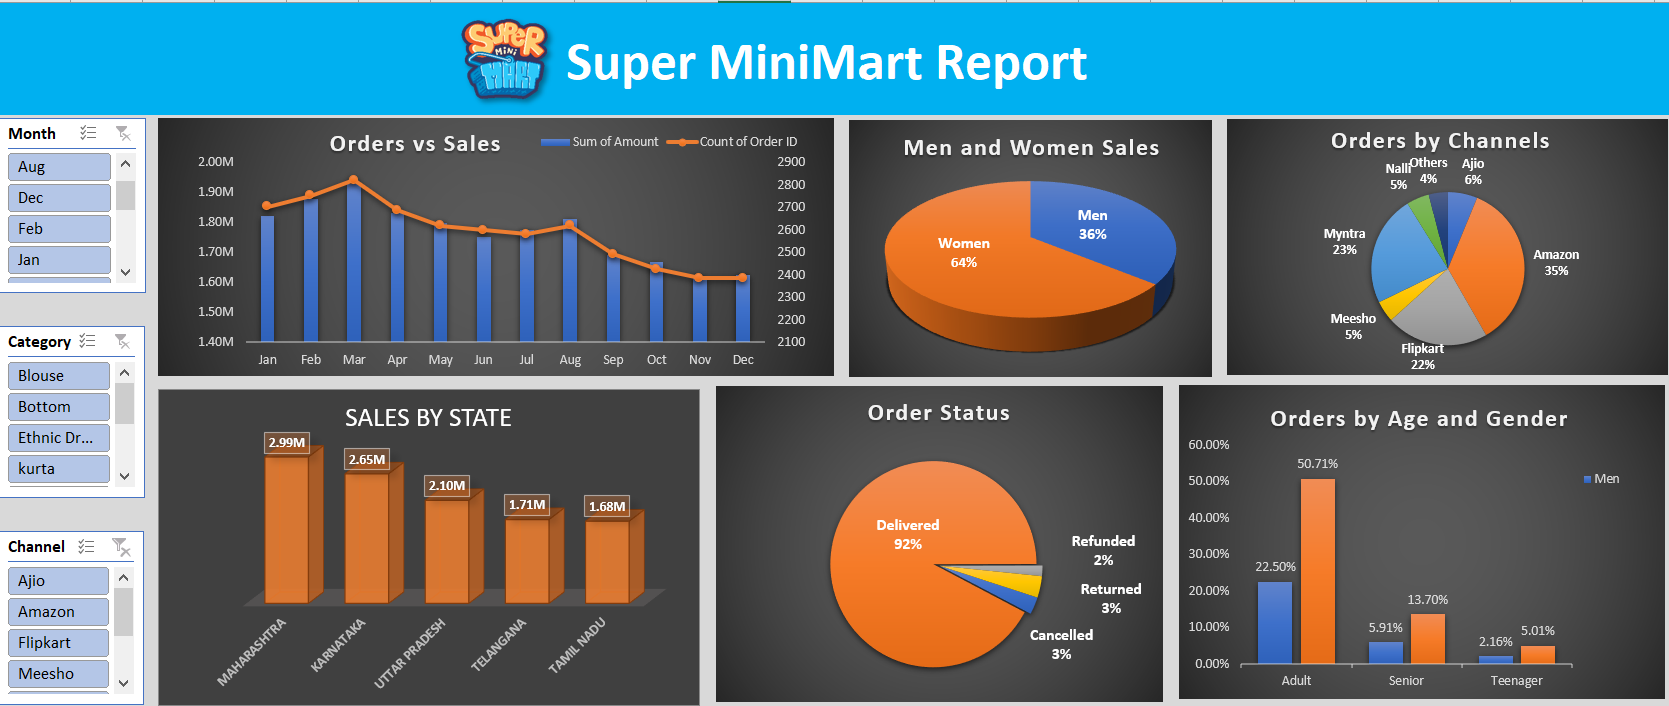 SUPER
MINI
MART
Super MiniMart Report
Month
Aug
Dec
Feb
Jan
Category
Blouse
Bottom
Ethnic Dr...
kurta
Channel
Ajio
Amazon
Flipkart
Meesho
Orders vs Sales
Sum of Amount
Count of Order ID
2.00M
1.90M
1.80M
1.70M
1.60M
1.50M
1.40M
2900
2800
2700
2600
2500
2400
2300
2200
2100
Jan Feb Mar Apr May Jun Jul Aug Sep Oct Nov Dec
Men and Women Sales
Men
36%
Women
64%
Orders by Channels
Others
4%
Ajio
6%
Nalli
5%
Myntra
23%
Amazon
35%
Meesho
5%
Flipkart
22%
SALES BY STATE
2.99M
2.65M
2.10M
1.71M
1.68M
MAHARASHTRA
KARNATAKA
UTTAR PRADESH
TELANGANA
TAMIL NADU
Order Status
Delivered
92%
Refunded
2%
Returned
3%
Cancelled
3%
Orders by Age and Gender
60.00%
50.00%
40.00%
30.00%
20.00%
10.00%
0.00%
50.71%
22.50%
5.91%
13.70%
2.16%
5.01%
Men
Adult Senior Teenager